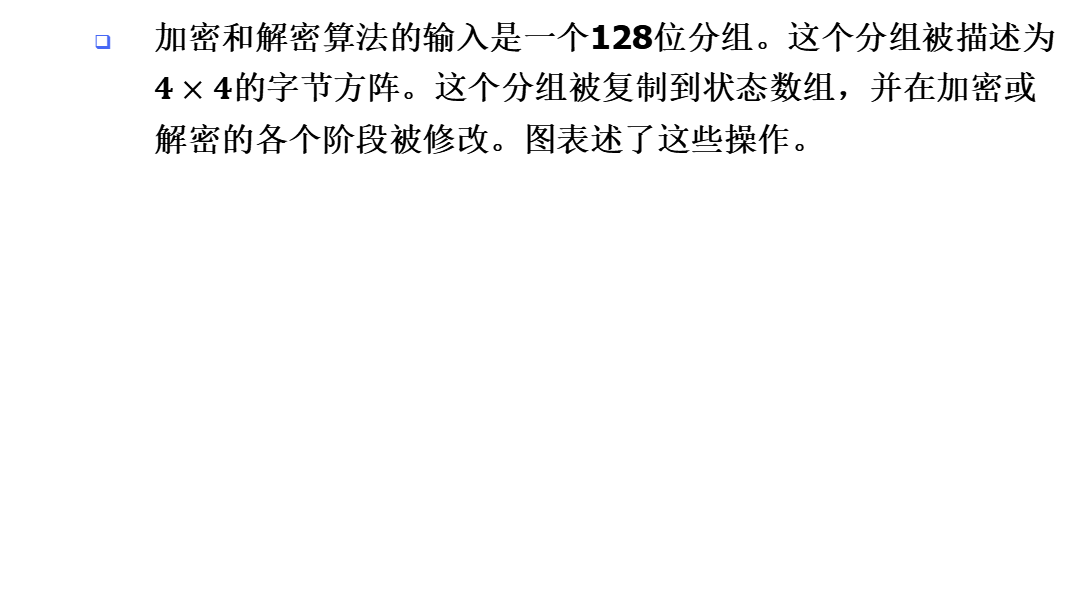 ❑ 加密和解密算法的输入是一个128位分组。这个分组被描述为
4 × 4的字节方阵。这个分组被复制到状态数组，并在加密或
解密的各个阶段被修改。图表述了这些操作。